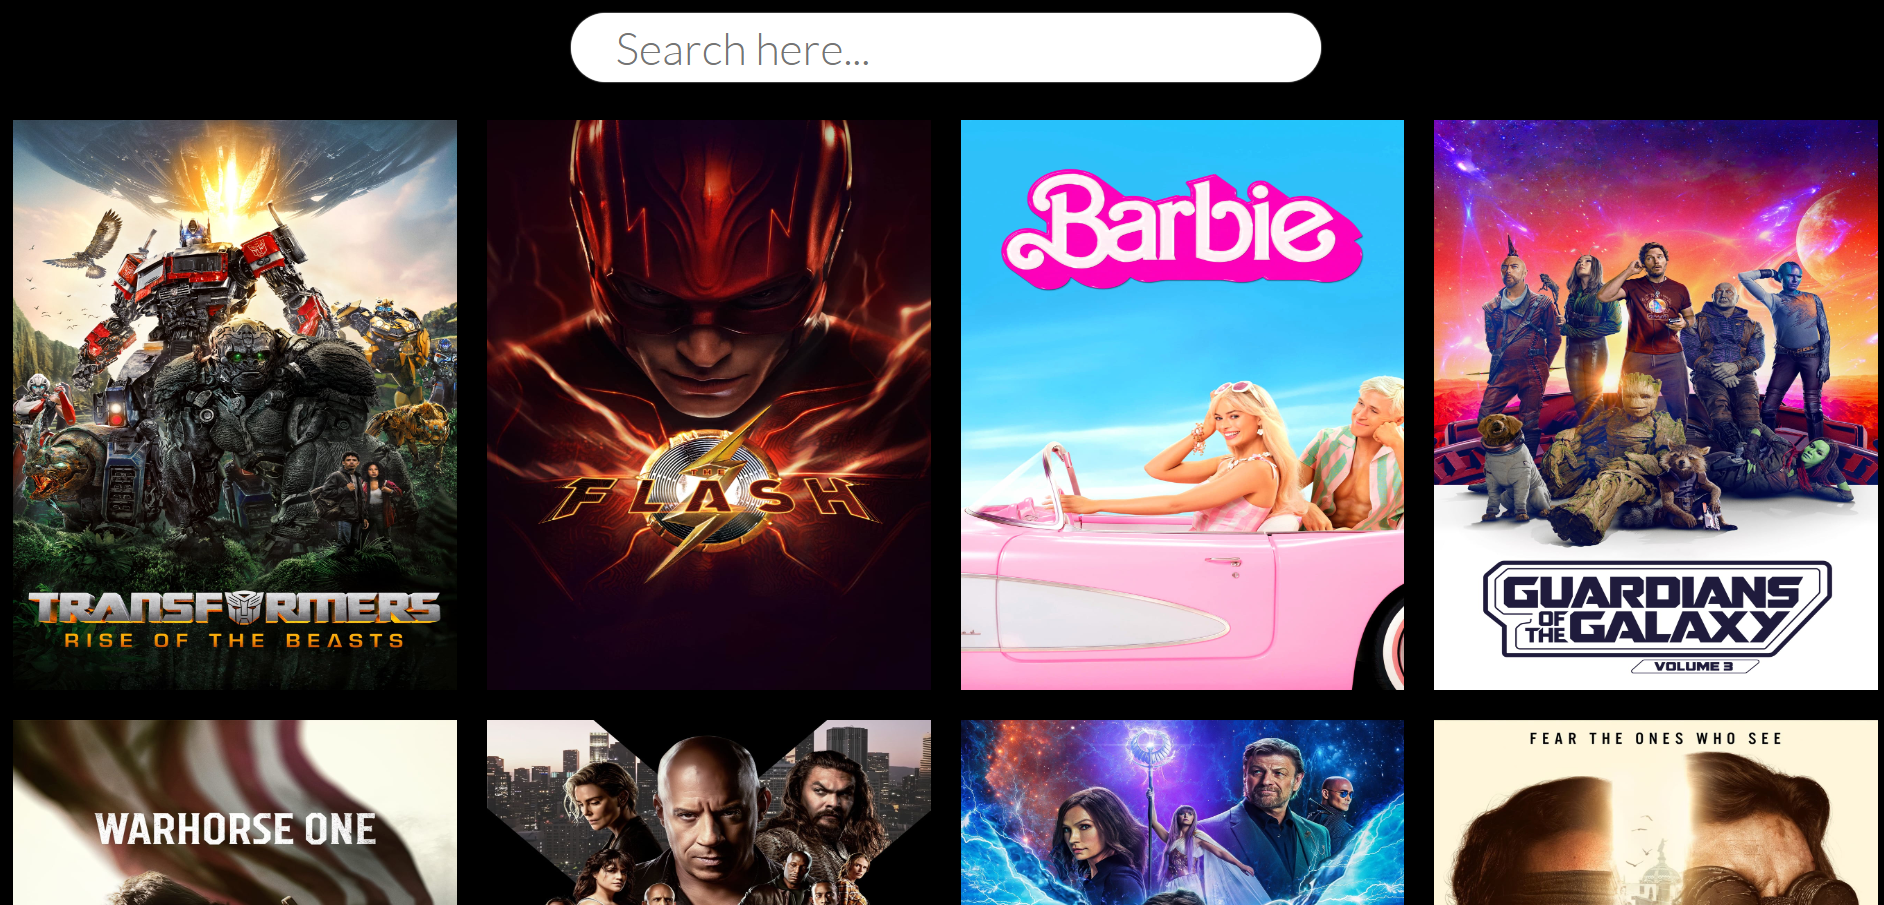 Search here...
TRANSFORMERS
RISE OF THE BEASTS
THE
FLASH
Barbie
GUARDIANS
OF THE GALAXY
VOLUME 3
WARHORSE ONE
FEAR THE ONES WHO SEE